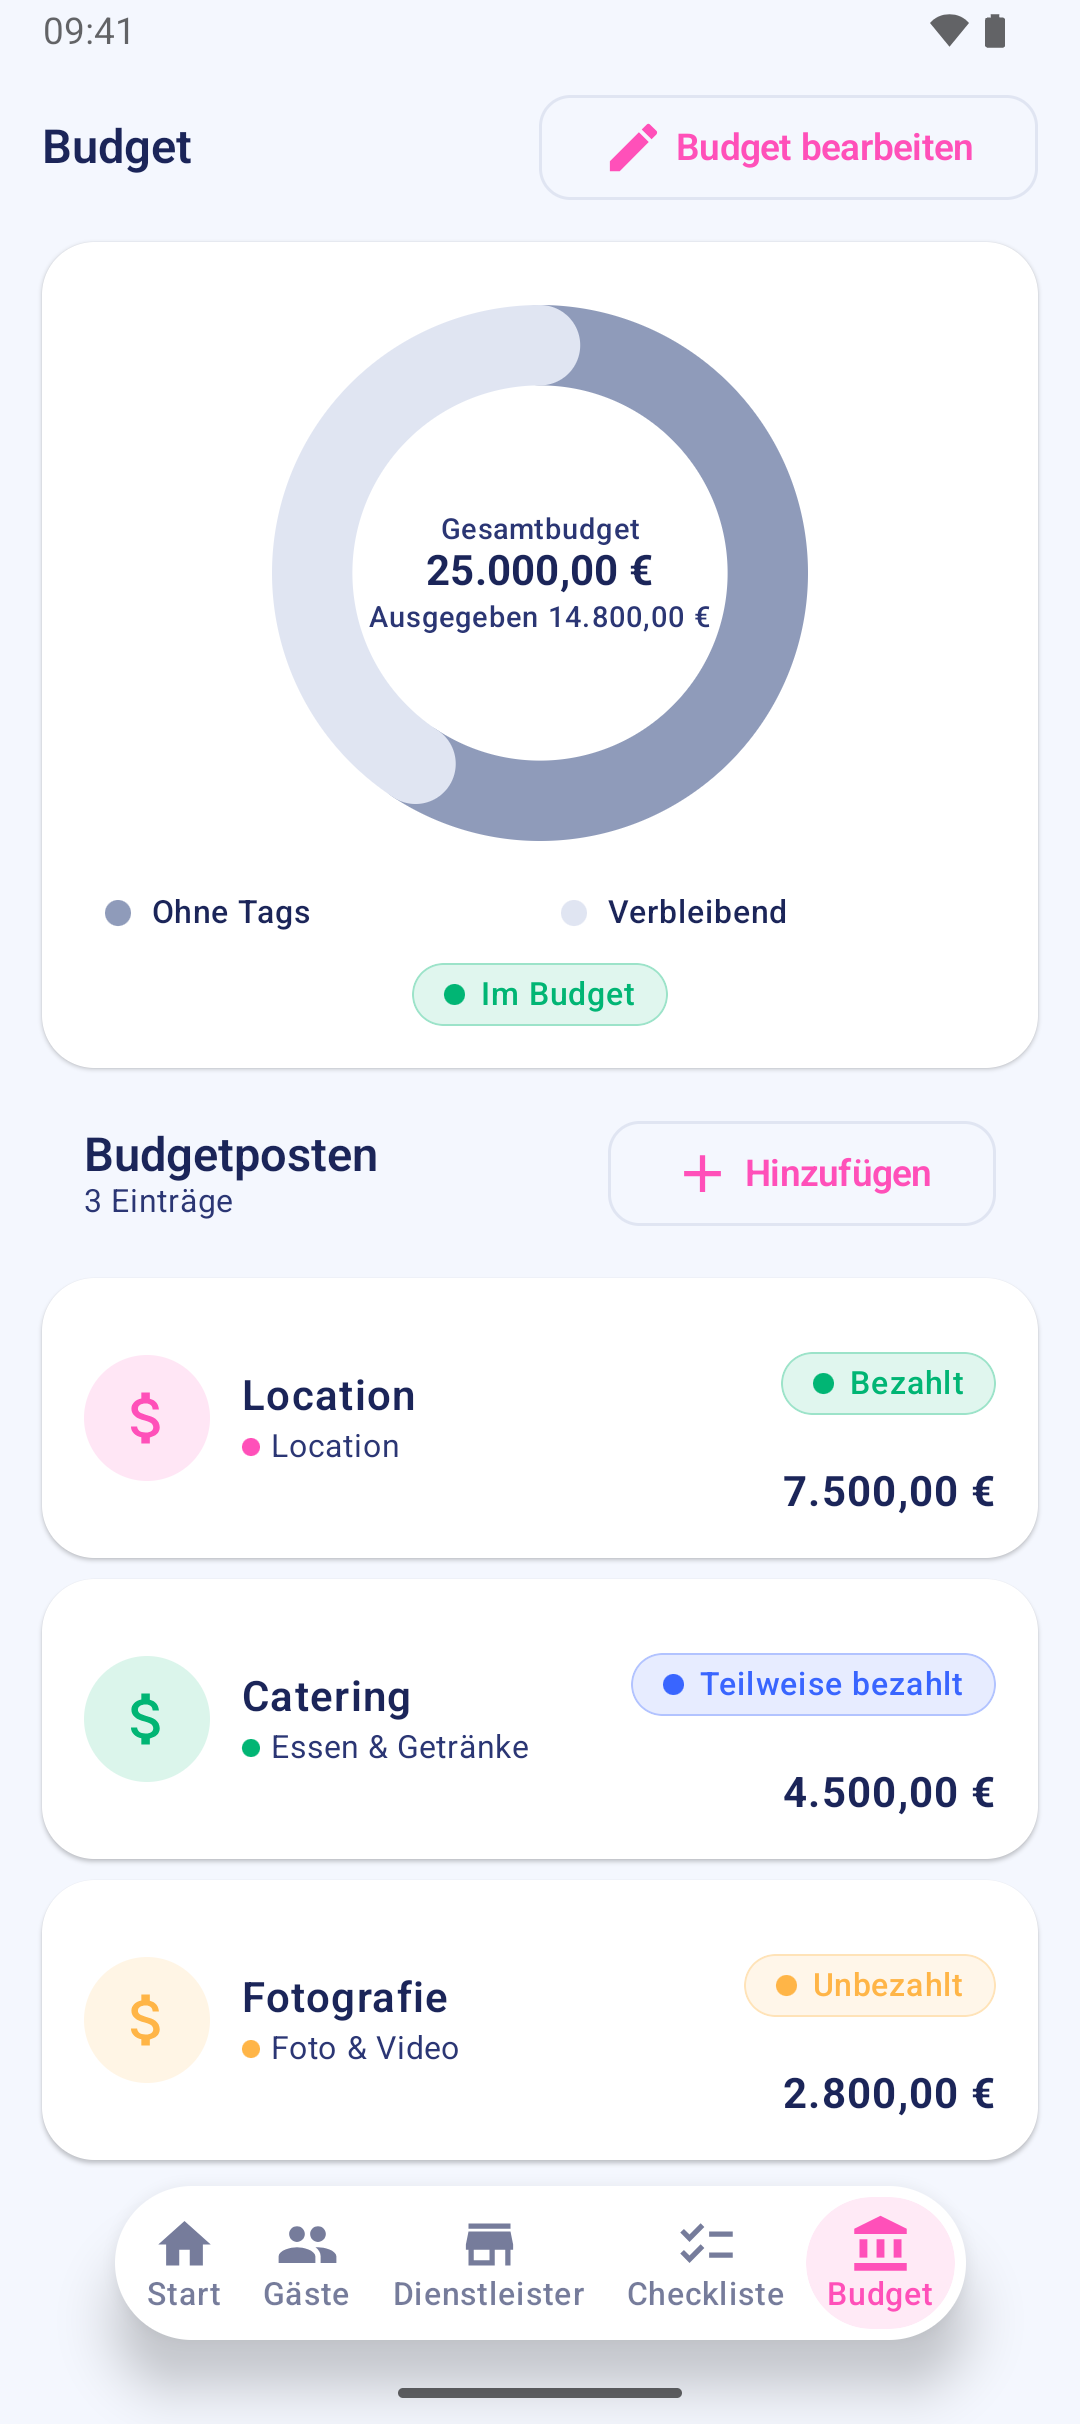 09:41
Budget
Budget bearbeiten
Gesamtbudget
25.000,00 €
Ausgegeben 14.800,00 €
Ohne Tags
Verbleibend
Im Budget
Budgetposten
3 Einträge
Hinzufügen
$
Location
Location
Bezahlt
7.500,00 €
$
Catering
Essen & Getränke
Teilweise bezahlt
4.500,00 €
$
Fotografie
Foto & Video
Unbezahlt
2.800,00 €
Start
Gäste
Dienstleister
Checkliste
Budget